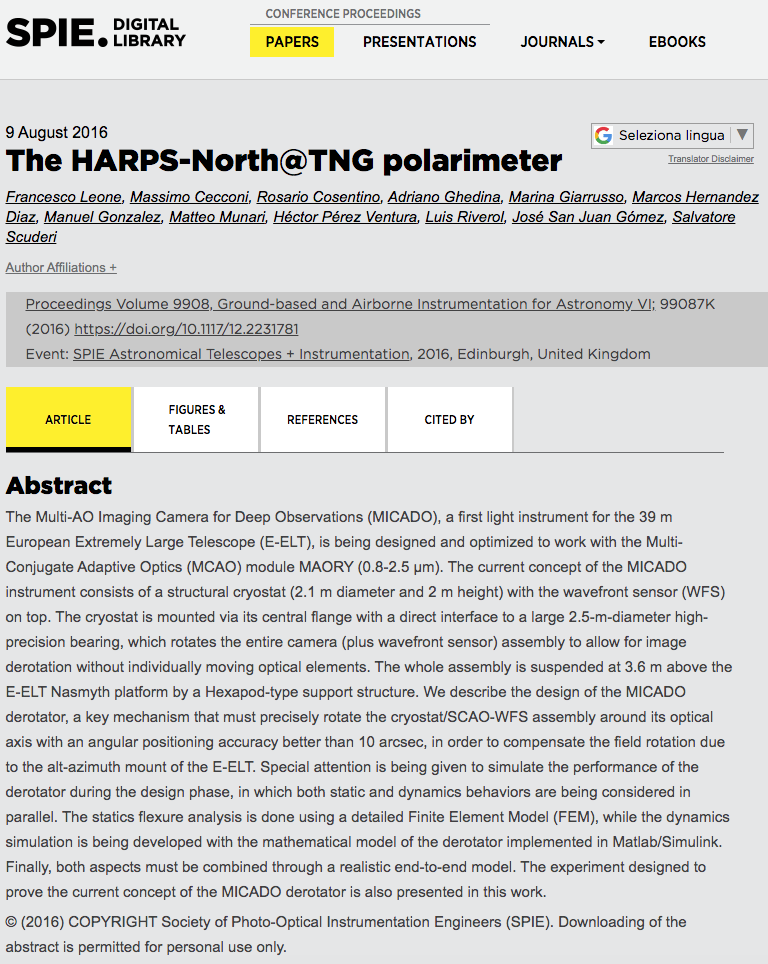 SPIE. DIGITAL LIBRARY
CONFERENCE PROCEEDINGS
PAPERS PRESENTATIONS JOURNALS EBOOKS
9 August 2016
Seleziona lingua
Translator Disclaimer
The HARPS-North@TNG polarimeter
Francesco Leone, Massimo Cecconi, Rosario Cosentino, Adriano Ghedina, Marina Giarrusso, Marcos Hernandez
Diaz, Manuel Gonzalez, Matteo Munari, Héctor Pérez Ventura, Luis Riverol, José San Juan Gómez, Salvatore
Scuderi
Author Affiliations +
Proceedings Volume 9908, Ground-based and Airborne Instrumentation for Astronomy VI; 99087K
(2016) https://doi.org/10.1117/12.2231781
Event: SPIE Astronomical Telescopes + Instrumentation, 2016, Edinburgh, United Kingdom
ARTICLE FIGURES & TABLES REFERENCES CITED BY
Abstract
The Multi-AO Imaging Camera for Deep Observations (MICADO), a first light instrument for the 39 m
European Extremely Large Telescope (E-ELT), is being designed and optimized to work with the Multi-
Conjugate Adaptive Optics (MCAO) module MAORY (0.8-2.5 μm). The current concept of the MICADO
instrument consists of a structural cryostat (2.1 m diameter and 2 m height) with the wavefront sensor (WFS)
on top. The cryostat is mounted via its central flange with a direct interface to a large 2.5-m-diameter high-
precision bearing, which rotates the entire camera (plus wavefront sensor) assembly to allow for image
derotation without individually moving optical elements. The whole assembly is suspended at 3.6 m above the
E-ELT Nasmyth platform by a Hexapod-type support structure. We describe the design of the MICADO
derotator, a key mechanism that must precisely rotate the cryostat/SCAO-WFS assembly around its optical
axis with an angular positioning accuracy better than 10 arcsec, in order to compensate the field rotation due
to the alt-azimuth mount of the E-ELT. Special attention is being given to simulate the performance of the
derotator during the design phase, in which both static and dynamics behaviors are being considered in
parallel. The statics flexure analysis is done using a detailed Finite Element Model (FEM), while the dynamics
simulation is being developed with the mathematical model of the derotator implemented in Matlab/Simulink.
Finally, both aspects must be combined through a realistic end-to-end model. The experiment designed to
prove the current concept of the MICADO derotator is also presented in this work.
© (2016) COPYRIGHT Society of Photo-Optical Instrumentation Engineers (SPIE). Downloading of the
abstract is permitted for personal use only.